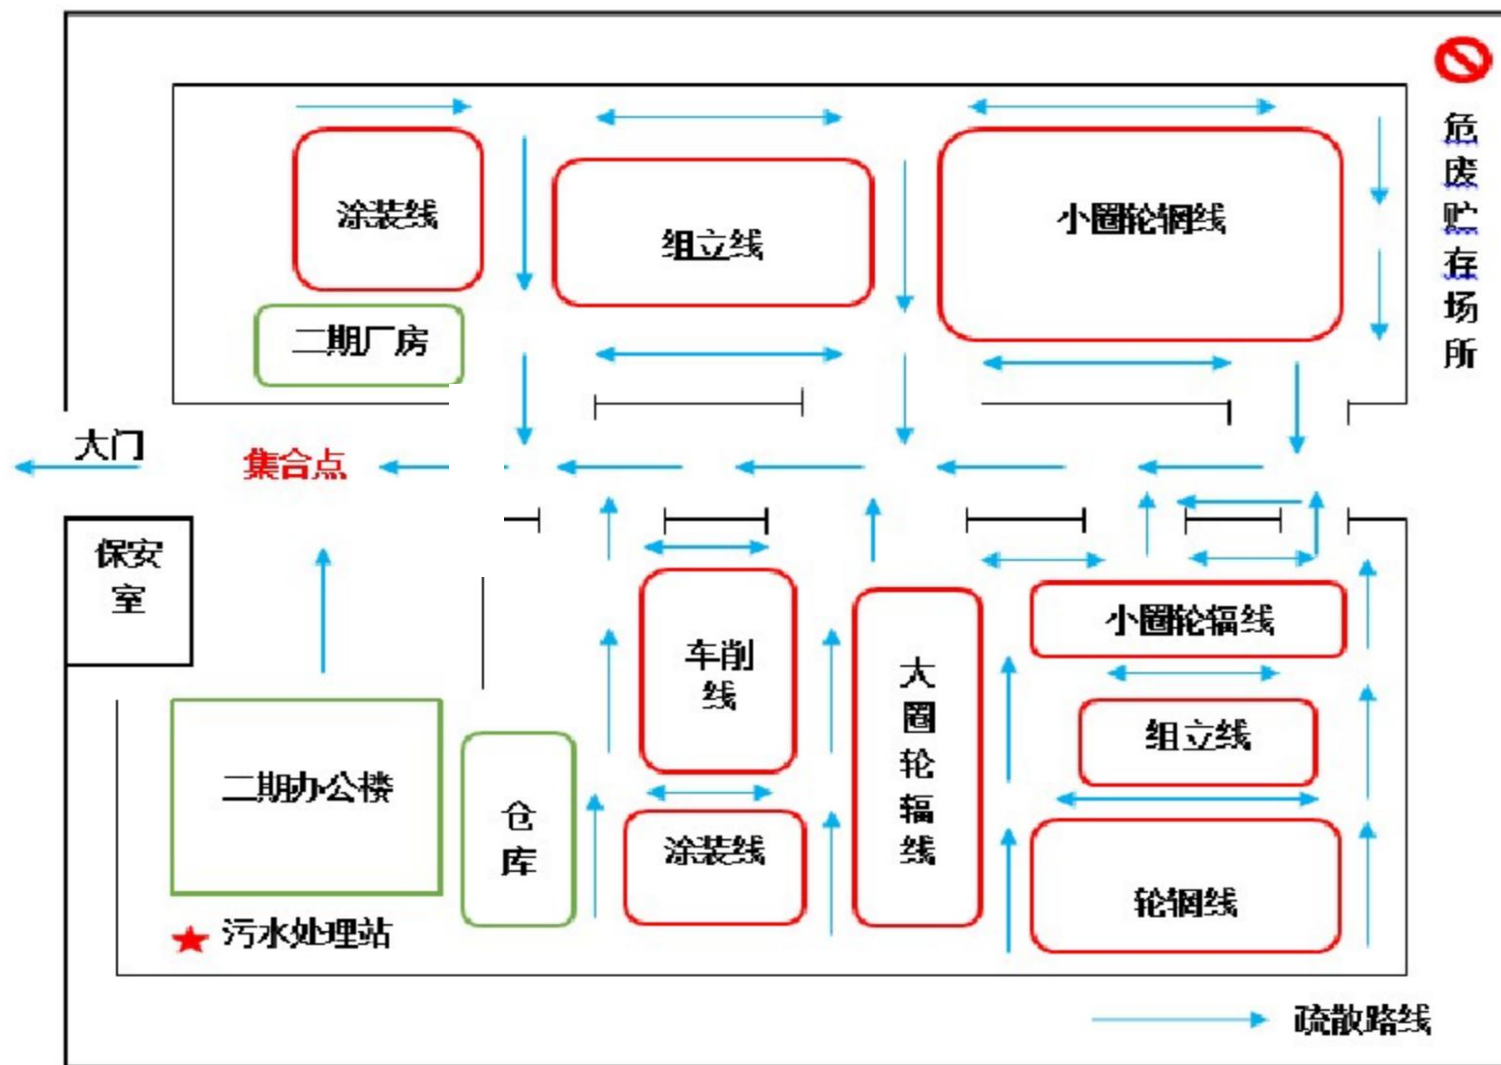 危
废
贮
存
场
所
涂装线
组立线
小圈轮辋线
二期厂房
大门
集合点
保安
室
车削
线
大
圈
轮
辐
线
小圈轮辐线
组立线
二期办公楼
仓
库
涂装线
轮辋线
污水处理站
疏散路线